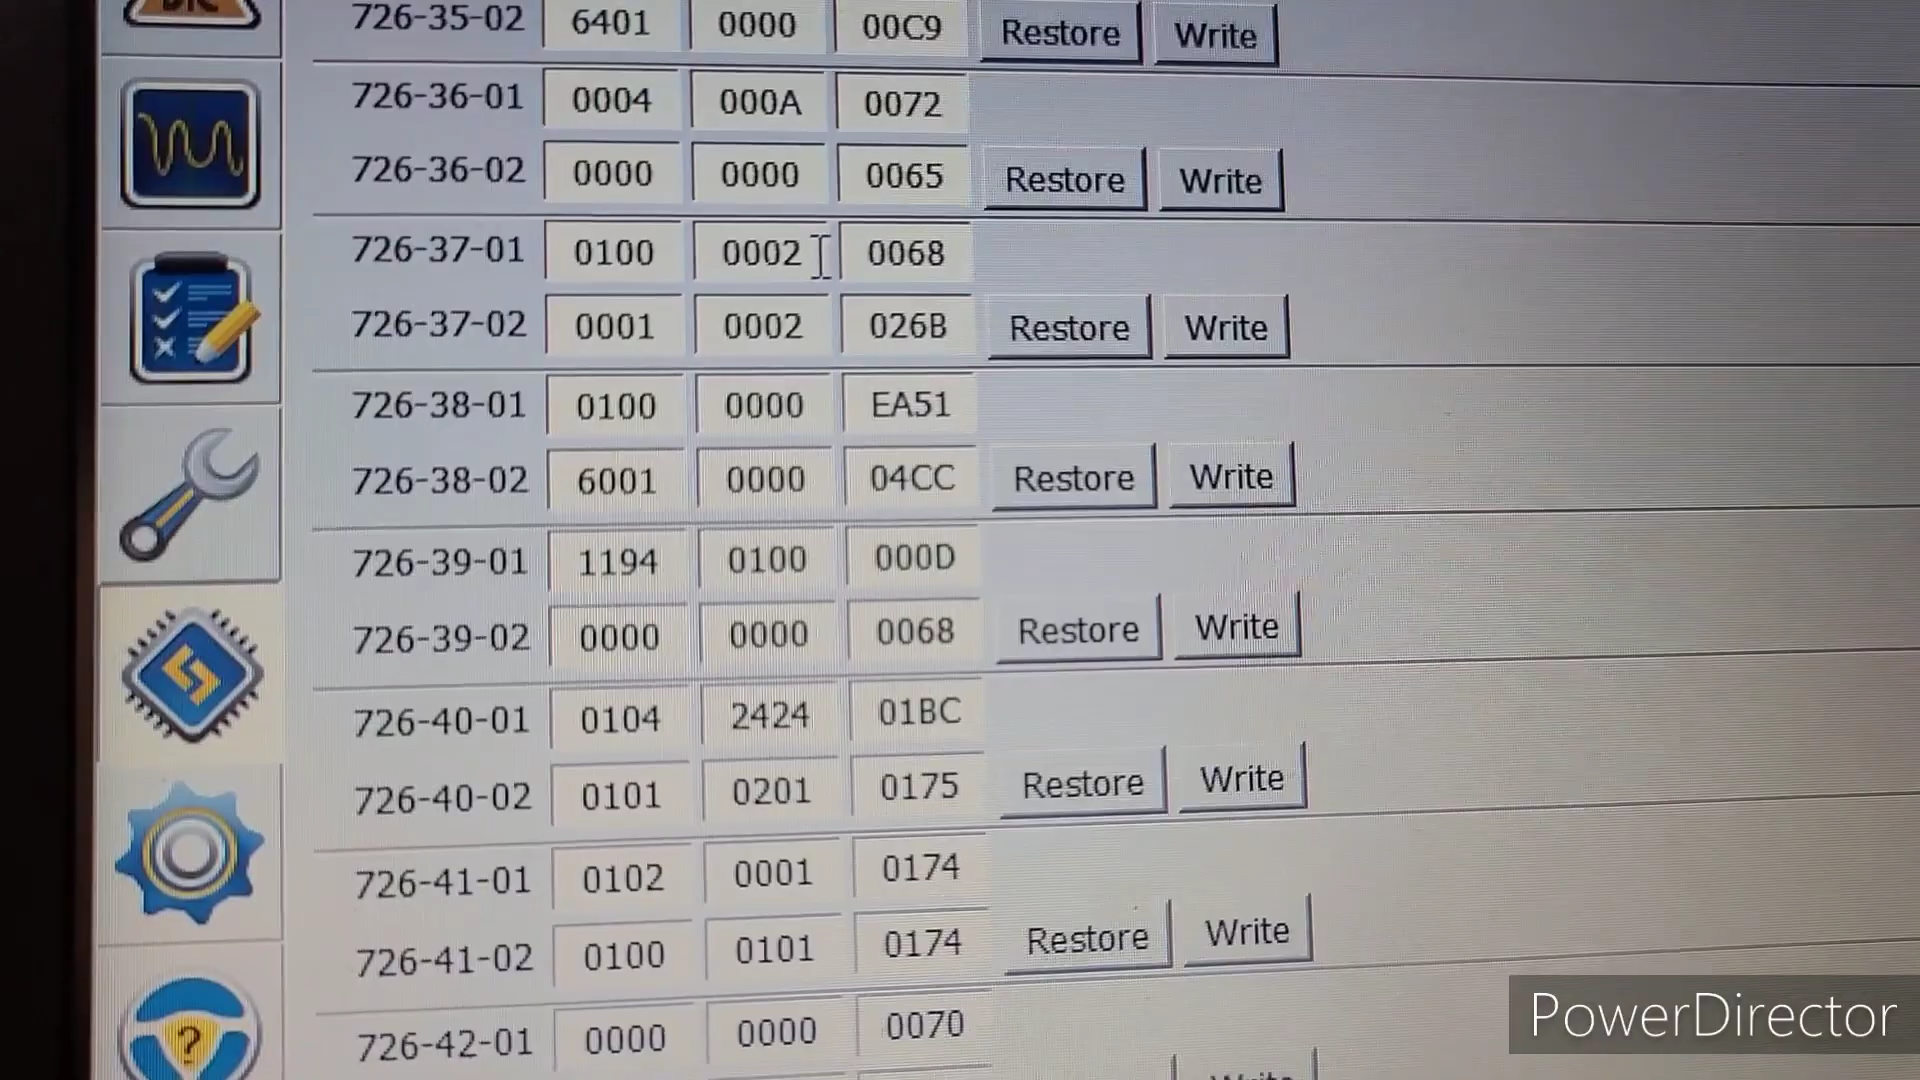 726-35-02 6401 0000 00C9 Restore Write
726-36-01 0004 000A 0072
726-36-02 0000 0000 0065 Restore Write
726-37-01 0100 0002 0068
726-37-02 0001 0002 026B Restore Write
726-38-01 0100 0000 EA51
726-38-02 6001 0000 04CC Restore Write
726-39-01 1194 0100 000D
726-39-02 0000 0000 0068 Restore Write
726-40-01 0104 2424 01BC
726-40-02 0101 0201 0175 Restore Write
726-41-01 0102 0001 0174
726-41-02 0100 0101 0174 Restore Write
?
726-42-01 0000 0000 0070
PowerDirector